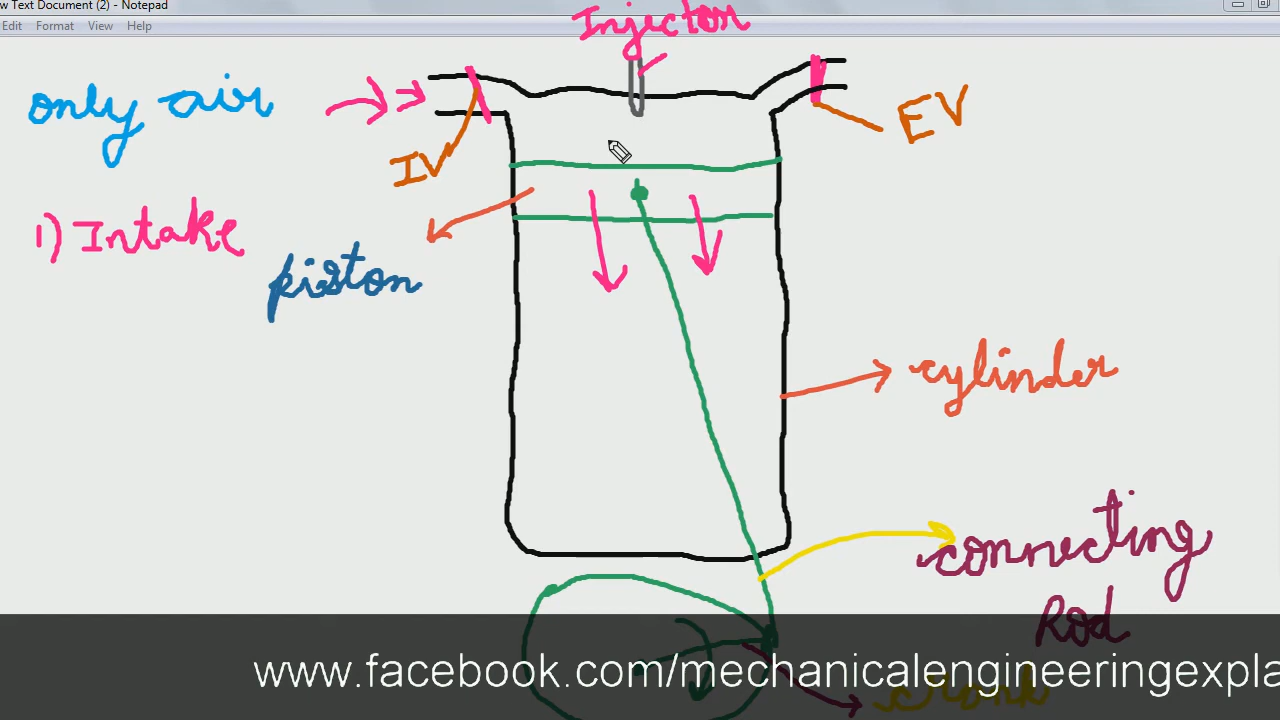 w Text Document (2) - Notepad
Edit Format View Help
Injector
only air
IV
EV
1) Intake
piston
cylinder
connecting
Rod
www.facebook.com/mechanicalengineeringexpla
crank